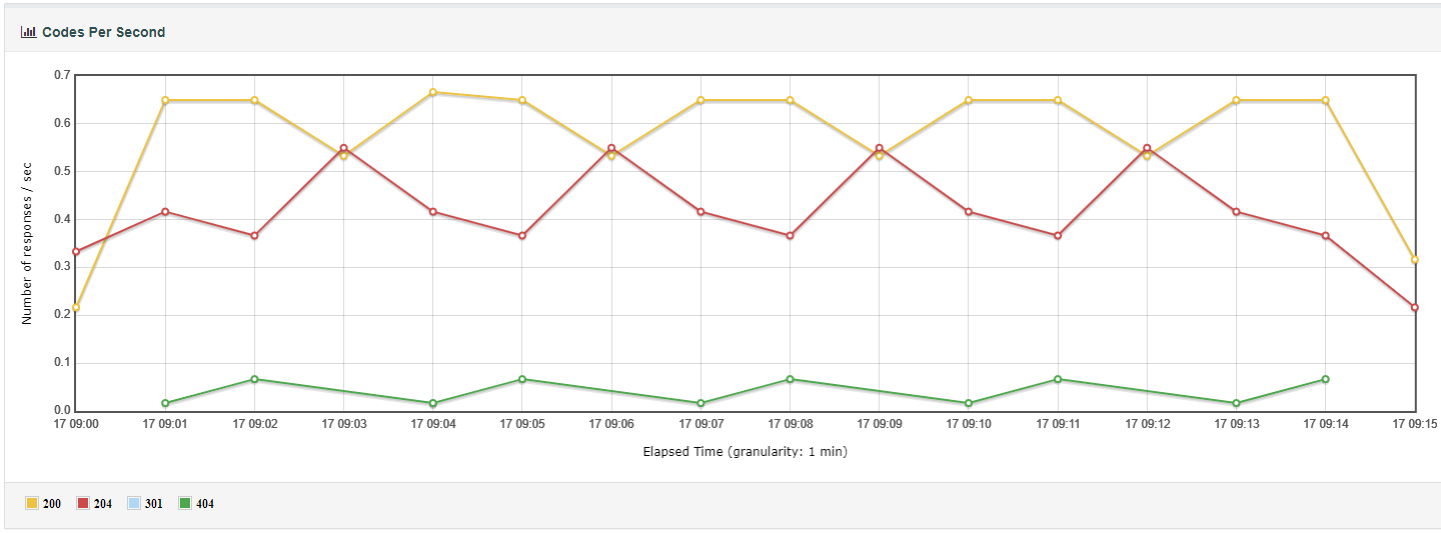 Codes Per Second
0.7
0.6
0.5
0.4
0.3
0.2
0.1
0.0
Number of responses / sec
17 09:00 17 09:01 17 09:02 17 09:03 17 09:04 17 09:05 17 09:06 17 09:07 17 09:08 17 09:09 17 09:10 17 09:11 17 09:12 17 09:13 17 09:14 17 09:15
Elapsed Time (granularity: 1 min)
200 204 301 404